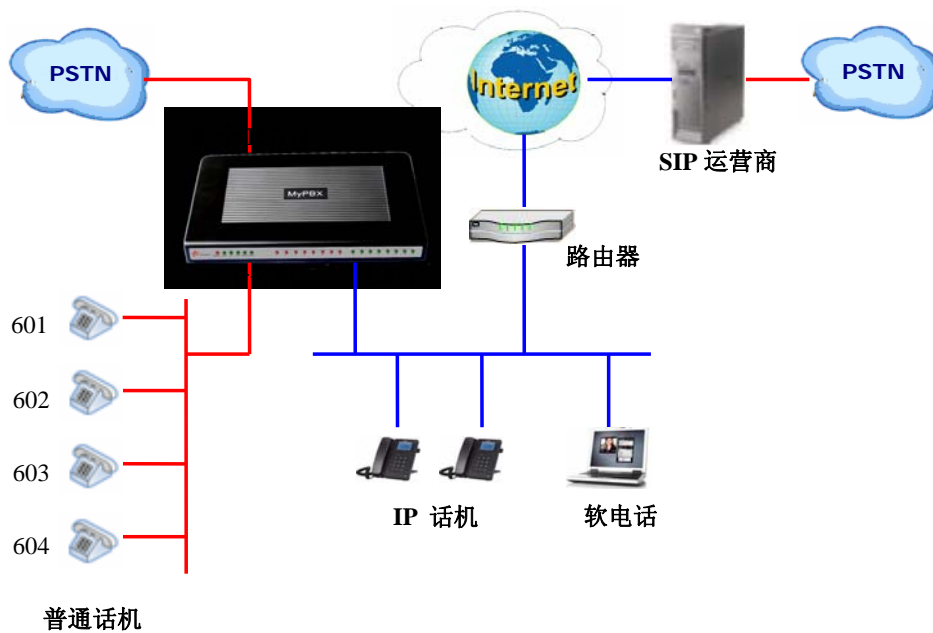 PSTN
Internet
PSTN
SIP 运营商
MyPBX
路由器
601
602
603
604
IP 话机
软电话
普通话机